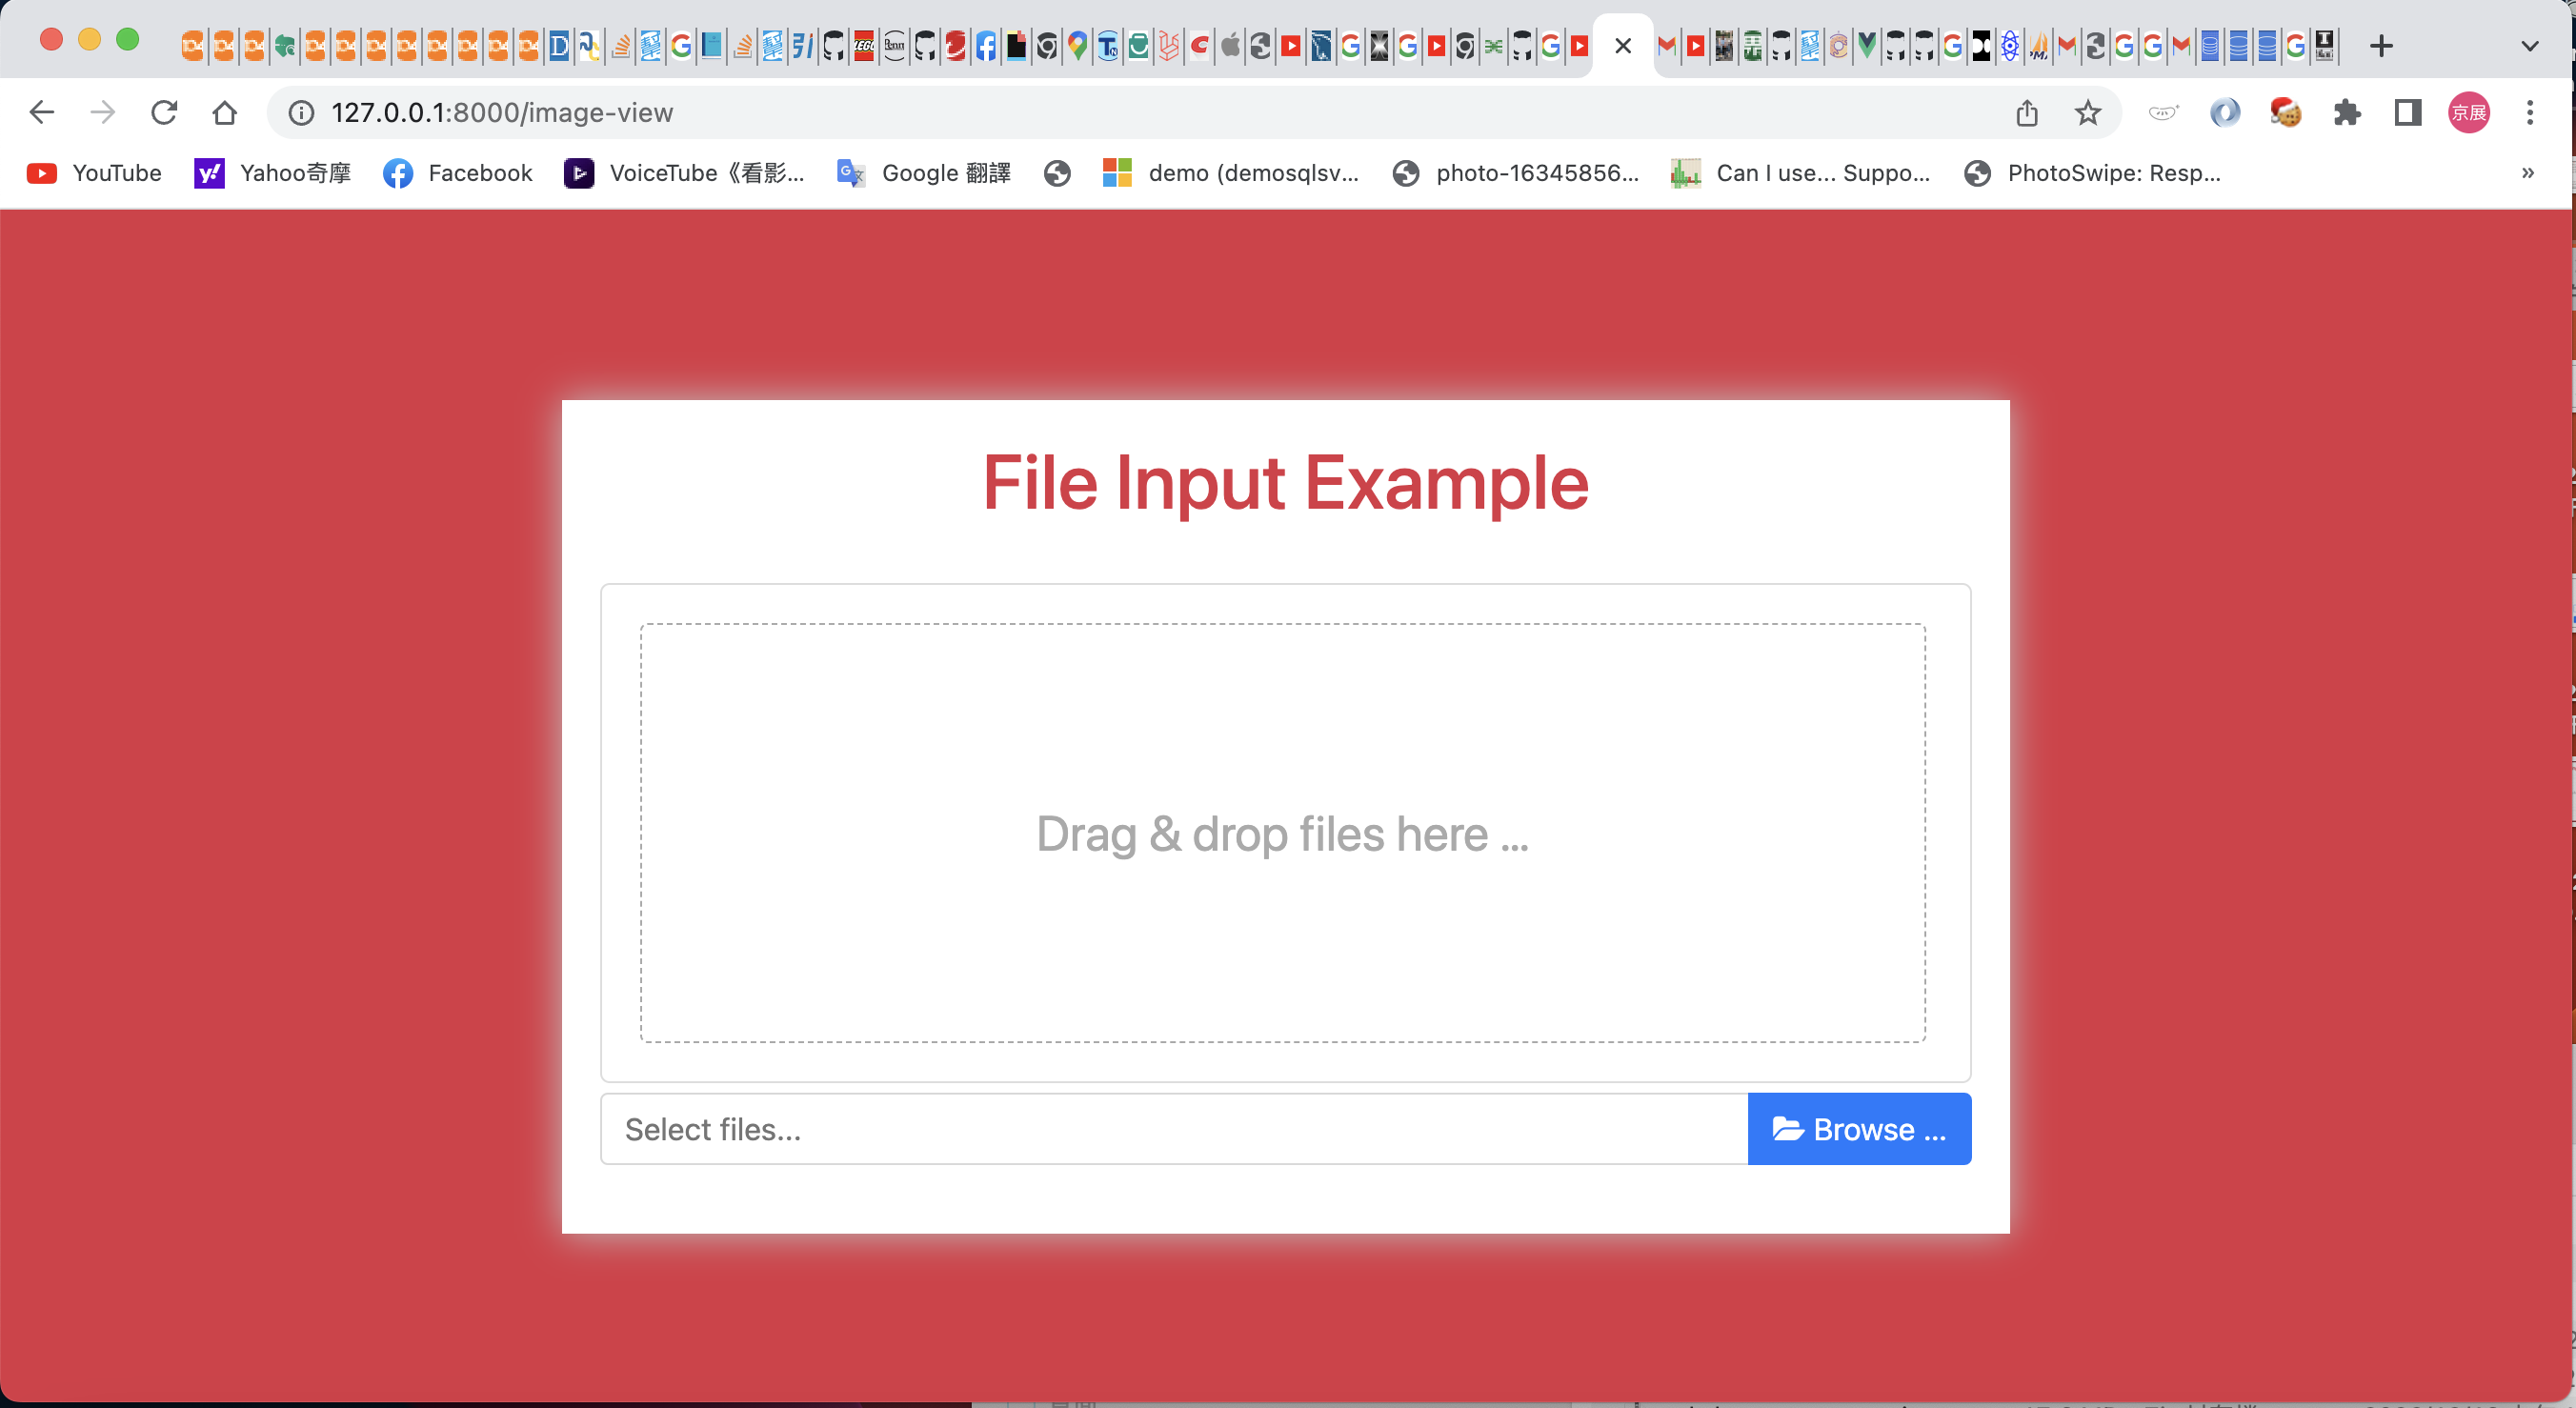 127.0.0.1:8000/image-view
京展
YouTube
Yahoo奇摩
Facebook
VoiceTube《看影...
Google 翻譯
demo (demosqlsv...
photo-16345856...
Can I use... Suppo...
PhotoSwipe: Resp...
»
File Input Example
Drag & drop files here ...
Select files...
Browse ...